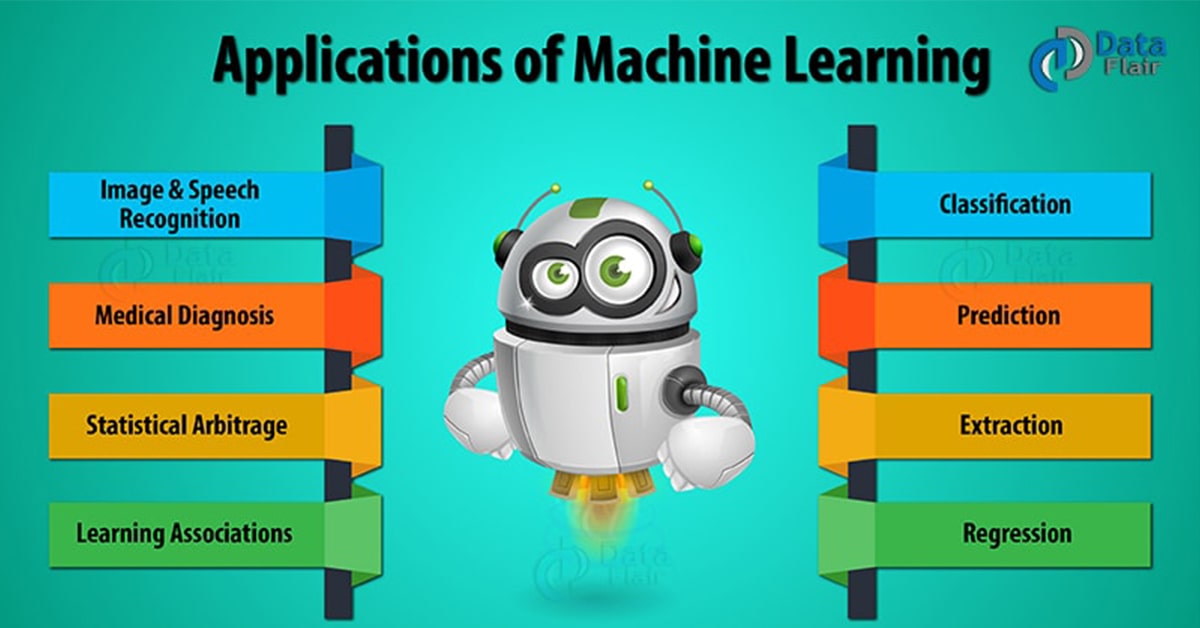 Applications of Machine Learning
Data
Flair
Image & Speech
Recognition
Medical Diagnosis
Statistical Arbitrage
Learning Associations
Classification
Prediction
Extraction
Regression
Data
Flair
Data
Flair
Data
Flair